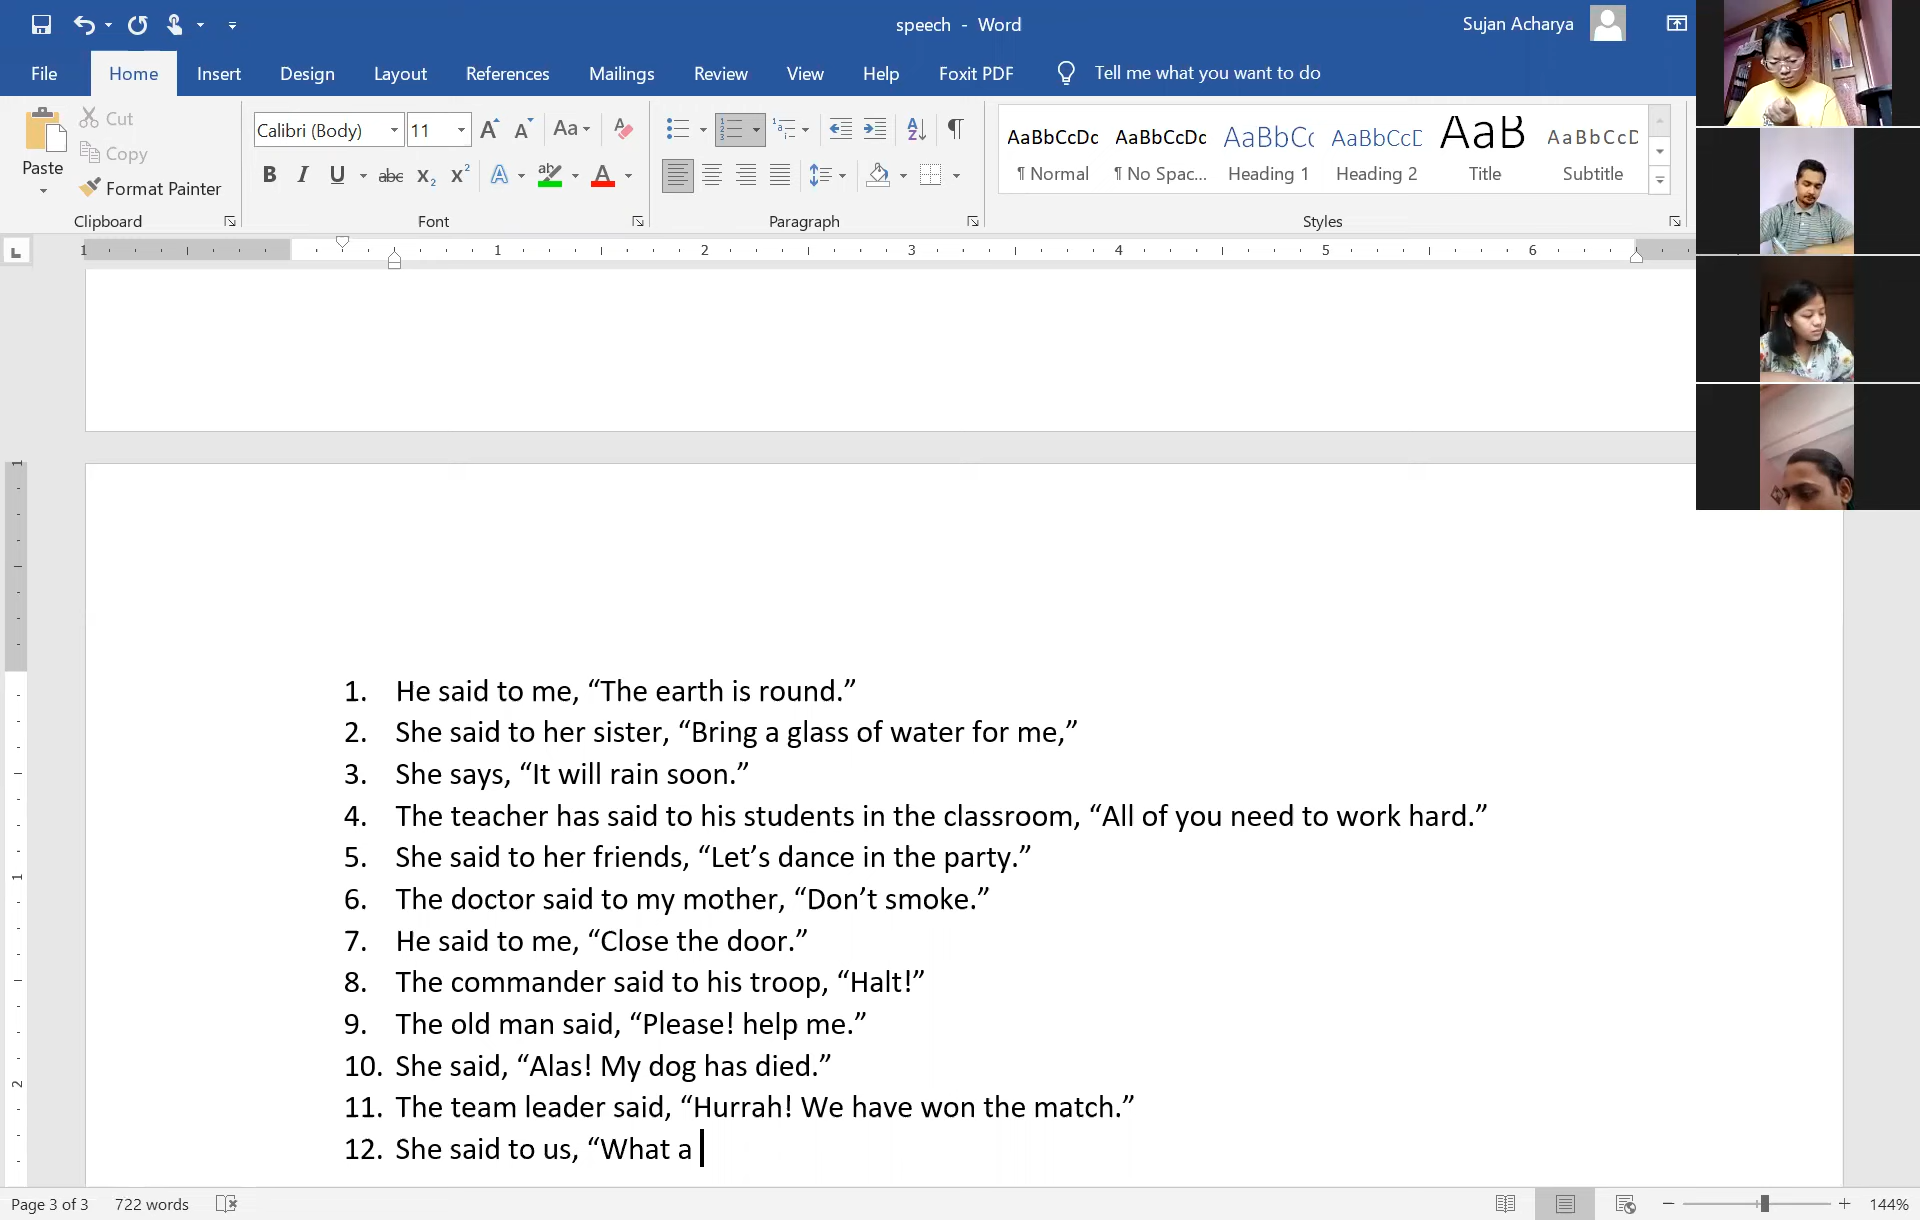 speech - Word
Sujan Acharya
File Home Insert Design Layout References Mailings Review View Help Foxit PDF Tell me what you want to do
Paste
Cut
Copy
Format Painter
Clipboard
Calibri (Body) 11
Font
Paragraph
AaBbCcDc AaBbCcDc AaBbC AaBbCcD AaB AaBbCcD
¶ Normal ¶ No Spac... Heading 1 Heading 2 Title Subtitle
Styles
1 1 2 3 4 5 6
1. He said to me, “The earth is round.”
2. She said to her sister, “Bring a glass of water for me,”
3. She says, “It will rain soon.”
4. The teacher has said to his students in the classroom, “All of you need to work hard.”
5. She said to her friends, “Let’s dance in the party.”
6. The doctor said to my mother, “Don’t smoke.”
7. He said to me, “Close the door.”
8. The commander said to his troop, “Halt!”
9. The old man said, “Please! help me.”
10. She said, “Alas! My dog has died.”
11. The team leader said, “Hurrah! We have won the match.”
12. She said to us, “What a
Page 3 of 3 722 words 144%